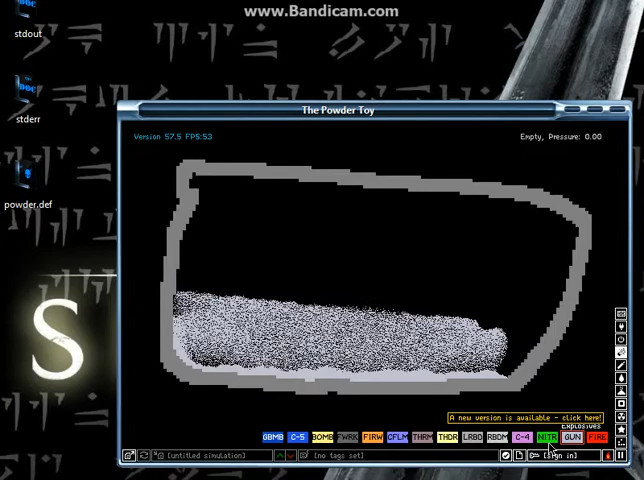 www.Bandicam.com
stdout
DOC
stderr
powder.def
S
The Powder Toy
Version 57.5 FPS:53
Empty, Pressure: 0.00
A new version is available - click here!
Explosives
GBMB C-5 BOMB FWRK FIRW CFLM THRM THDR LRBD RBDM C-4 NITR GUN FIRE
[untitled simulation]
[no tags set]
[sign in]